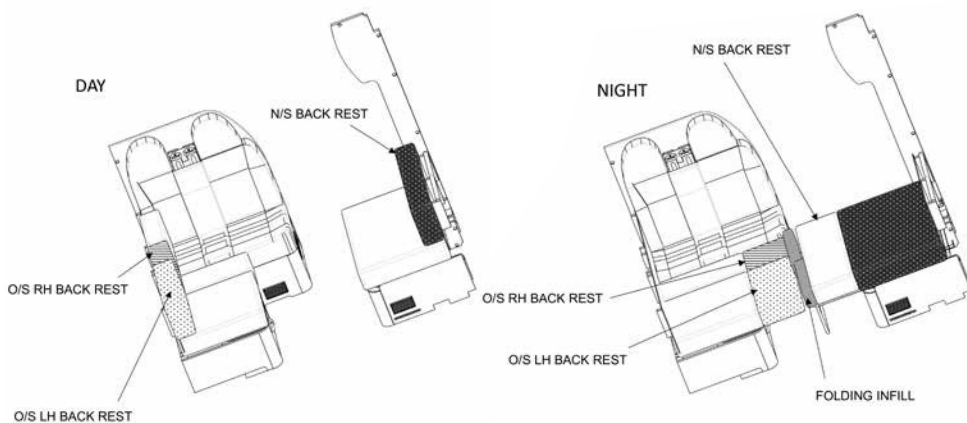 DAY
N/S BACK REST
O/S RH BACK REST
O/S LH BACK REST
NIGHT
N/S BACK REST
O/S RH BACK REST
O/S LH BACK REST
FOLDING INFILL